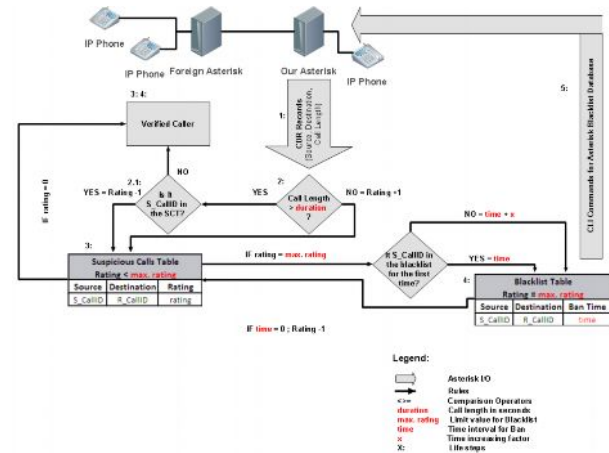 IP Phone
IP Phone
Foreign Asterisk
Our Asterisk
IP Phone
3: 4:
Verified Caller
1:
CDR Records
(Source, Destination,
Call Length)
5:
CLI Commands for Asterisk Blacklist Database
NO
2.1:
Is it
S_CallID in
the SCT?
YES = Rating -1
YES
2:
Call Length
> duration
?
NO = Rating +1
IF rating = 0
NO = time + x
3:
Suspicious Calls Table
Rating < max. rating
Source Destination Rating
S_CallID R_CallID rating
IF rating = max. rating
It S_CallID in
the blacklist
for the first
time?
YES = time
4:
Blacklist Table
Rating = max. rating
Source Destination Ban Time
S_CallID R_CallID time
IF time = 0 ; Rating -1
Legend:
Asterisk I/O
Rules
<>= Comparison Operators
duration Call length in seconds
max. rating Limit value for Blacklist
time Time interval for Ban
x Time increasing factor
X: Life steps